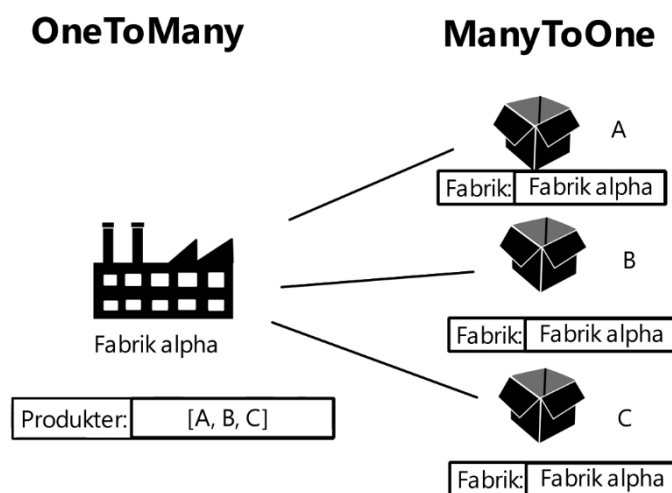 OneToMany
ManyToOne
A
Fabrik: Fabrik alpha
B
Fabrik: Fabrik alpha
C
Fabrik: Fabrik alpha
Fabrik alpha
Produkter: [A, B, C]